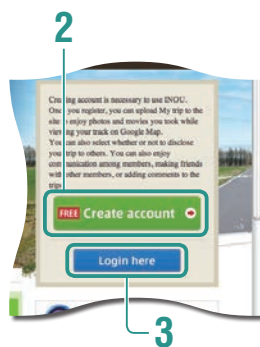 2
Creating account is necessary to use INOU.
Once you register, you can upload My trip to the
site to enjoy photos and movies you took while
viewing your track on Google Map.
You can also select whether or not to disclose
your trip to others. You can also enjoy
communication among members, making friends
with other members, or adding comments to the
trip
FREE Create account
Login here
3